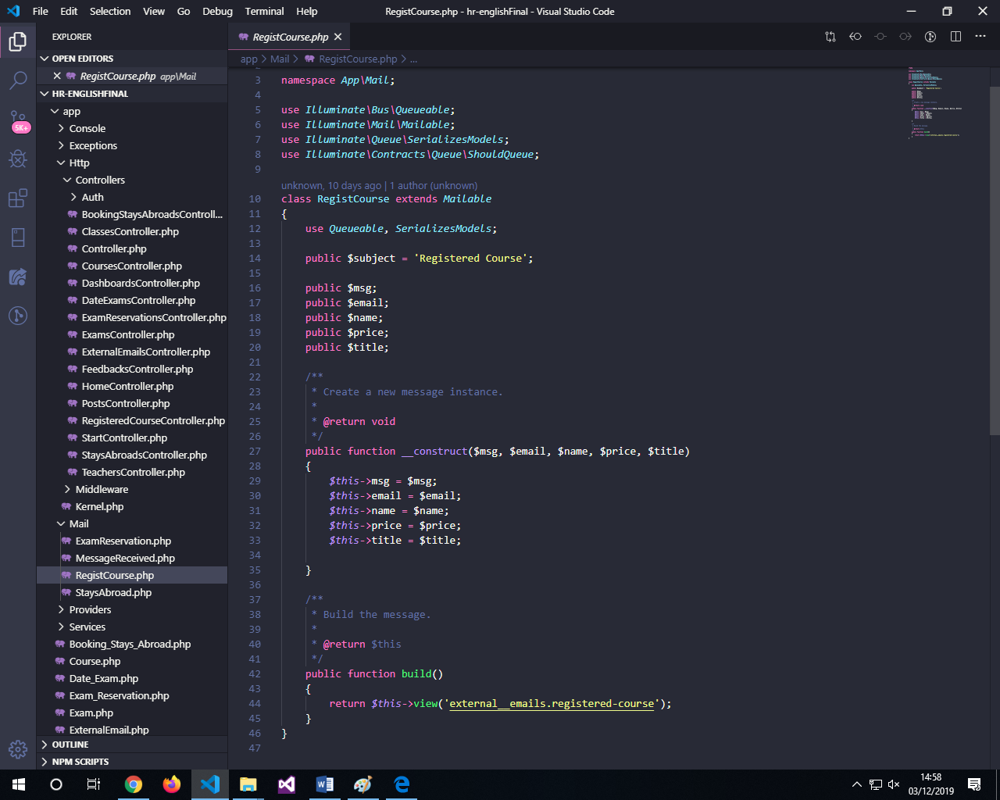 File Edit Selection View Go Debug Terminal Help RegistCourse.php - hr-englishFinal - Visual Studio Code
EXPLORER
OPEN EDITORS
RegistCourse.php app\Mail
HR-ENGLISHFINAL
app
Console
Exceptions
Http
Controllers
Auth
BookingStaysAbroadsControll...
ClassesController.php
Controller.php
CoursesController.php
DashboardsController.php
DateExamsController.php
ExamReservationsController.php
ExamsController.php
ExternalEmailsController.php
FeedbacksController.php
HomeController.php
PostsController.php
RegisteredCourseController.php
StartController.php
StaysAbroadsController.php
TeachersController.php
Middleware
Kernel.php
Mail
ExamReservation.php
MessageReceived.php
RegistCourse.php
StaysAbroad.php
Providers
Services
Booking_Stays_Abroad.php
Course.php
Date_Exam.php
Exam_Reservation.php
Exam.php
ExternalEmail.php
OUTLINE
NPM SCRIPTS
5K+
RegistCourse.php
app > Mail > RegistCourse.php > ...
2
3 namespace App\Mail;
4
5 use Illuminate\Bus\Queueable;
6 use Illuminate\Mail\Mailable;
7 use Illuminate\Queue\SerializesModels;
8 use Illuminate\Contracts\Queue\ShouldQueue;
9
unknown, 10 days ago | 1 author (unknown)
10 class RegistCourse extends Mailable
11 {
12 use Queueable, SerializesModels;
13
14 public $subject = 'Registered Course';
15
16 public $msg;
17 public $email;
18 public $name;
19 public $price;
20 public $title;
21
22 /**
23 * Create a new message instance.
24 *
25 * @return void
26 */
27 public function __construct($msg, $email, $name, $price, $title)
28 {
29 $this->msg = $msg;
30 $this->email = $email;
31 $this->name = $name;
32 $this->price = $price;
33 $this->title = $title;
34
35 }
36
37 /**
38 * Build the message.
39 *
40 * @return $this
41 */
42 public function build()
43 {
44 return $this->view('external__emails.registered-course');
45 }
46 }
47
14:58
03/12/2019